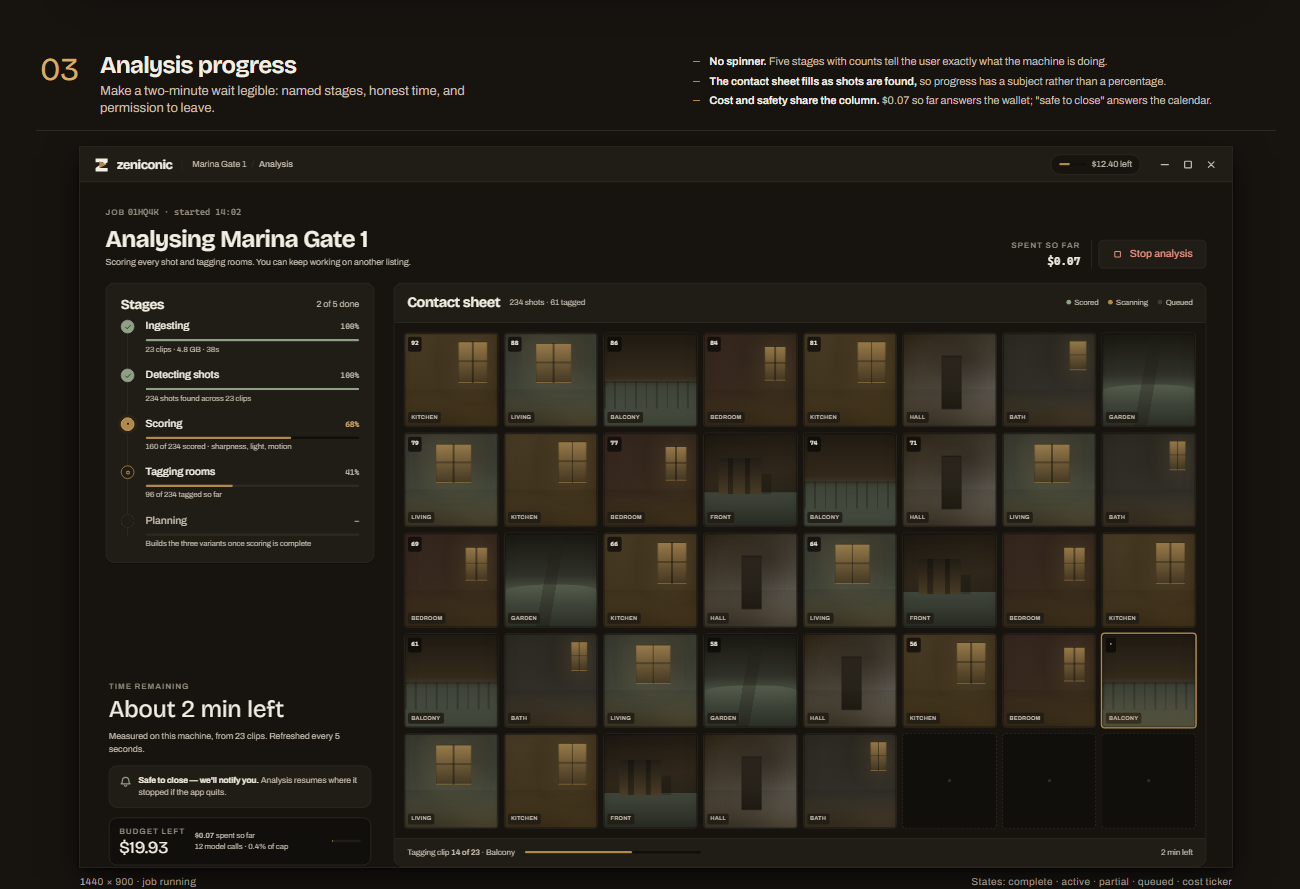 03
Analysis progress
Make a two-minute wait legible: named stages, honest time, and
permission to leave.
– No spinner. Five stages with counts tell the user exactly what the machine is doing.
– The contact sheet fills as shots are found, so progress has a subject rather than a percentage.
– Cost and safety share the column. $0.07 so far answers the wallet; "safe to close" answers the calendar.
zeniconic Marina Gate 1 Analysis $12.40 left
JOB 01HQ4K · started 14:02
Analysing Marina Gate 1
Scoring every shot and tagging rooms. You can keep working on another listing.
SPENT SO FAR
$0.07
Stop analysis
Stages 2 of 5 done
Ingesting 100%
23 clips · 4.8 GB · 38s
Detecting shots 100%
234 shots found across 23 clips
Scoring 68%
160 of 234 scored · sharpness, light, motion
Tagging rooms 41%
96 of 234 tagged so far
Planning –
Builds the three variants once scoring is complete
TIME REMAINING
About 2 min left
Measured on this machine, from 23 clips. Refreshed every 5
seconds.
Safe to close — we'll notify you. Analysis resumes where it
stopped if the app quits.
BUDGET LEFT
$19.93
$0.07 spent so far
12 model calls · 0.4% of cap
Contact sheet 234 shots · 61 tagged Scored Scanning Queued
92 88 86 84 81
KITCHEN LIVING BALCONY BEDROOM KITCHEN HALL BATH GARDEN
79 77 74 71
LIVING KITCHEN BEDROOM FRONT BALCONY HALL LIVING BATH
69 66 64
BEDROOM GARDEN KITCHEN HALL LIVING FRONT BEDROOM KITCHEN
61 58 56
BALCONY BATH LIVING GARDEN HALL KITCHEN BEDROOM BALCONY
LIVING KITCHEN FRONT HALL BATH
Tagging clip 14 of 23 · Balcony 2 min left
1440 × 900 · job running
States: complete · active · partial · queued · cost ticker